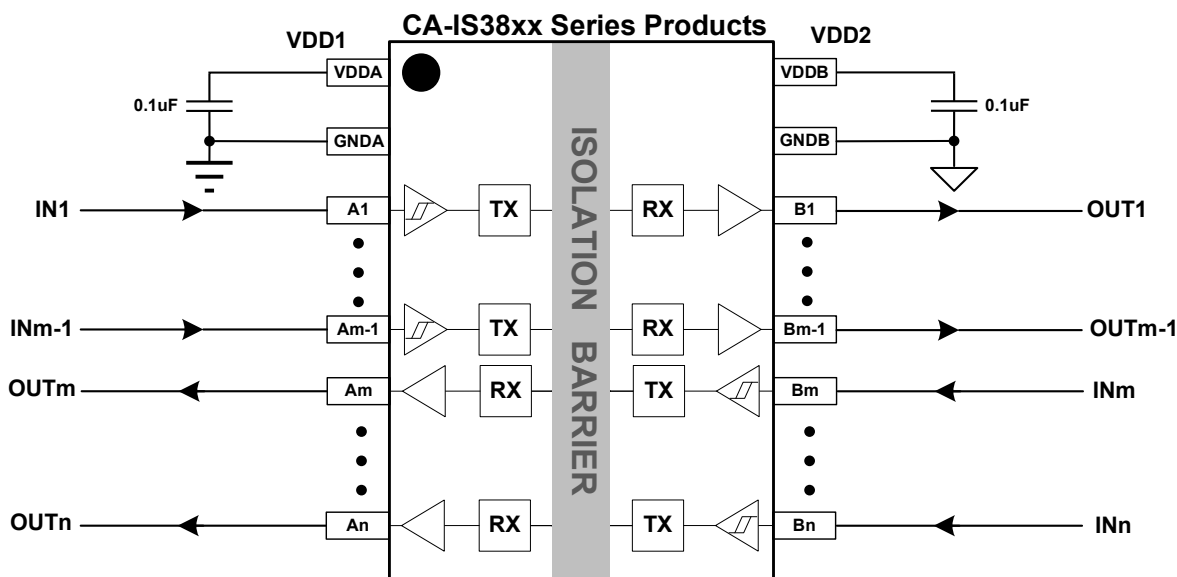 CA-IS38xx Series Products
VDD1
VDD2
VDDA
VDDB
0.1uF
0.1uF
GNDA
GNDB
ISOLATION BARRIER
IN1
A1
TX
RX
B1
OUT1
INm-1
Am-1
TX
RX
Bm-1
OUTm-1
OUTm
Am
RX
TX
Bm
INm
OUTn
An
RX
TX
Bn
INn